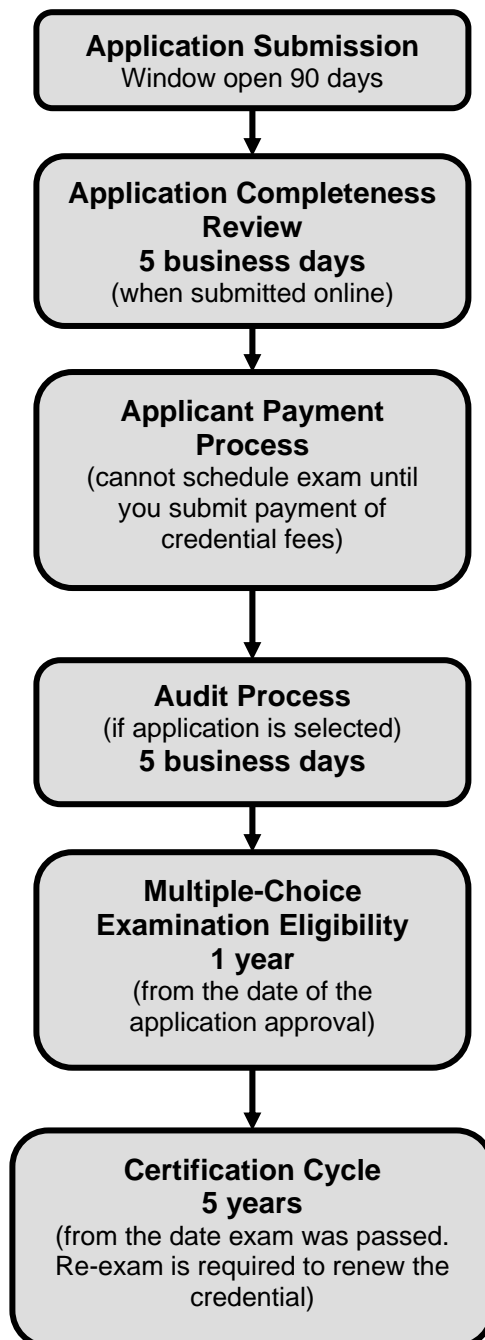 Application Submission
Window open 90 days
Application Completeness
Review
5 business days
(when submitted online)
Applicant Payment
Process
(cannot schedule exam until
you submit payment of
credential fees)
Audit Process
(if application is selected)
5 business days
Multiple-Choice
Examination Eligibility
1 year
(from the date of the
application approval)
Certification Cycle
5 years
(from the date exam was passed.
Re-exam is required to renew the
credential)